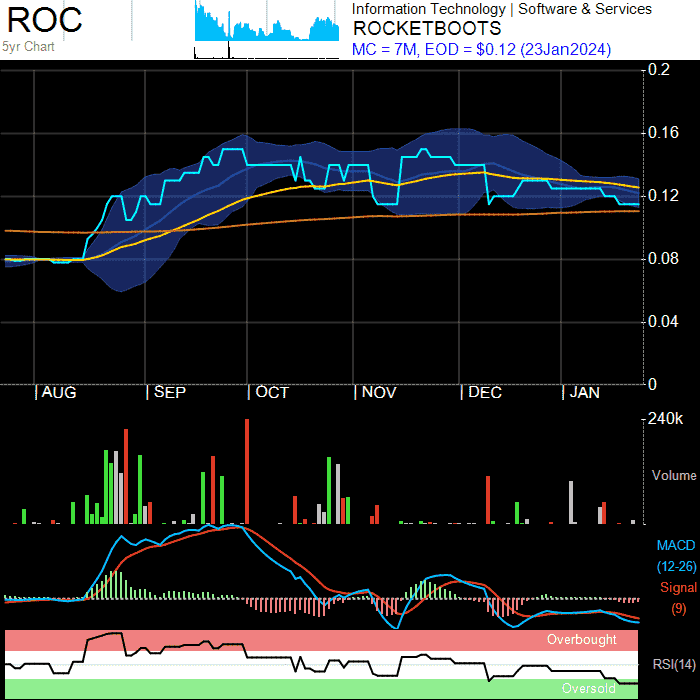 ROC
5yr Chart
Information Technology | Software & Services
ROCKETBOOTS
MC = 7M, EOD = $0.12 (23Jan2024)
0.2
0.16
0.12
0.08
0.04
0
| AUG | SEP | OCT | NOV | DEC | JAN
240k
Volume
MACD
(12-26)
Signal
(9)
Overbought
RSI(14)
Oversold